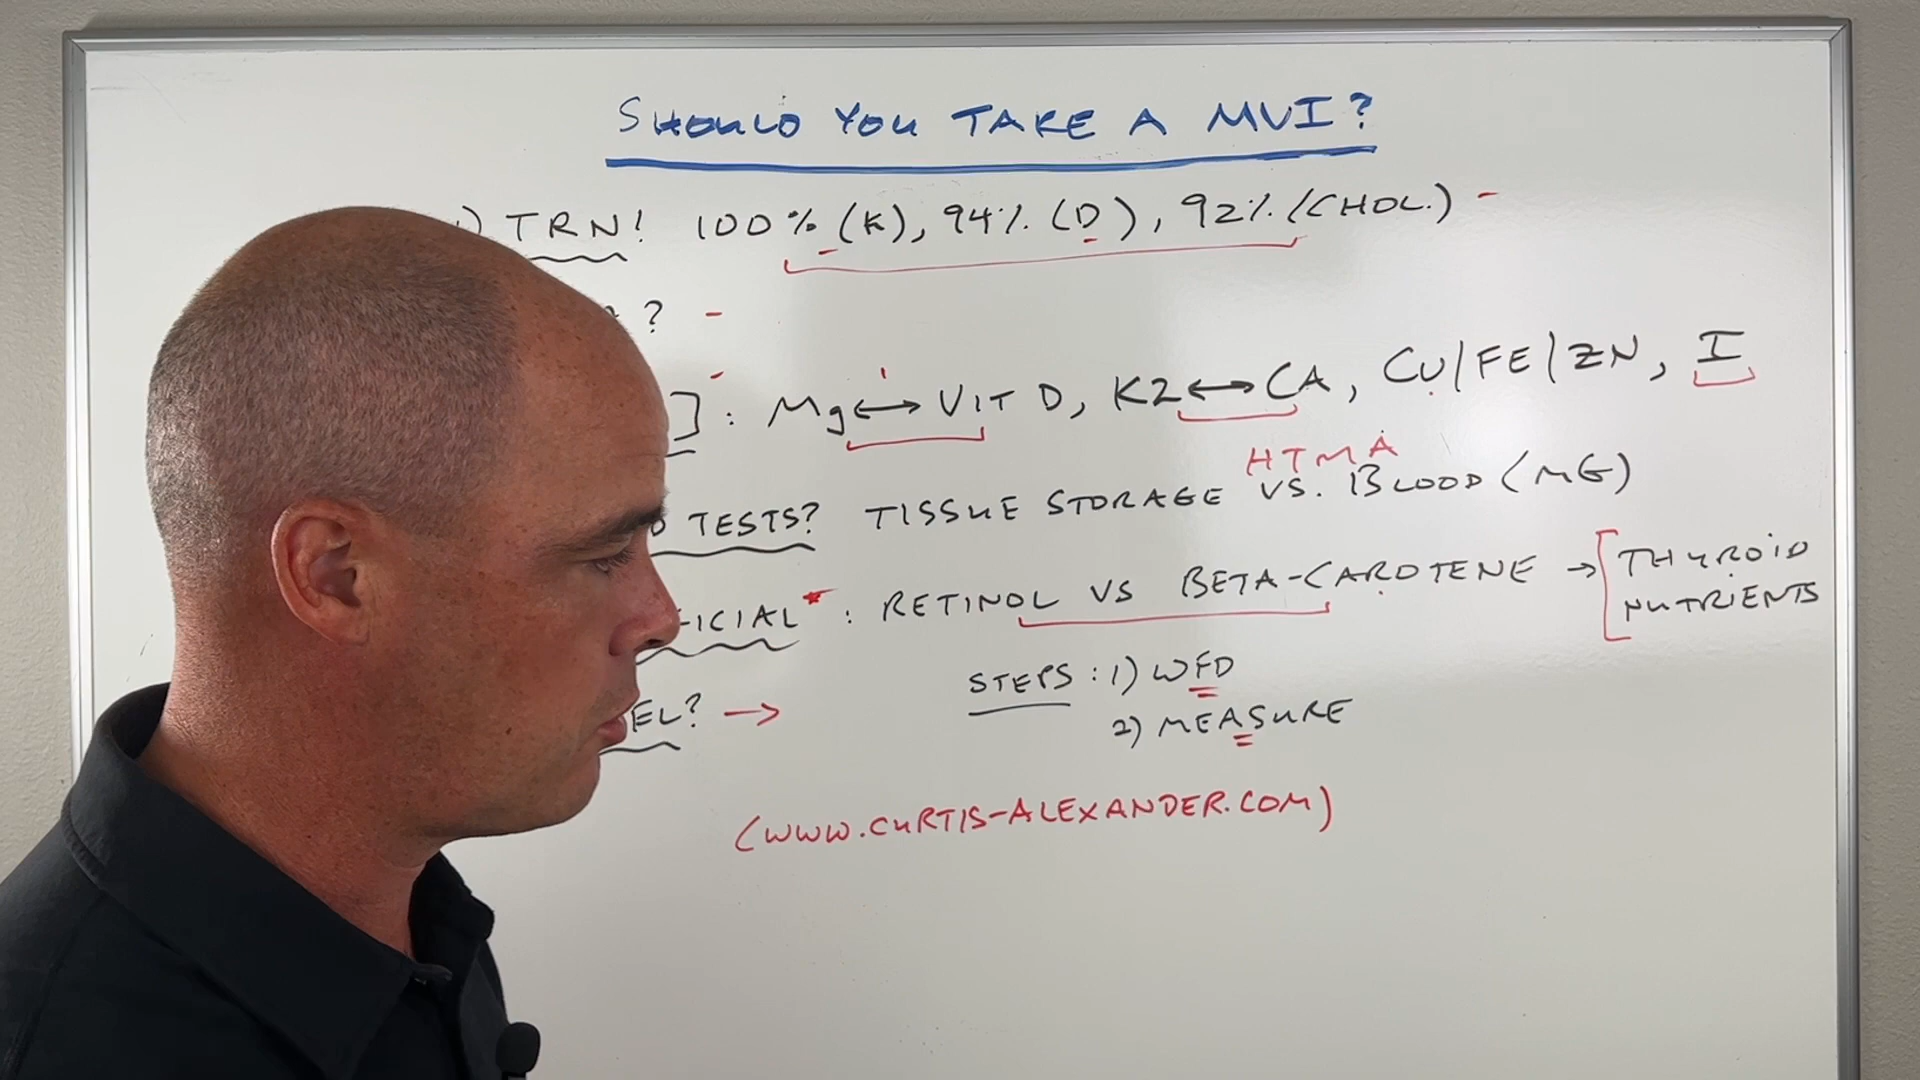 SHOULD YOU TAKE A MVI?
1) TRN! 100% (K), 94% (D), 92% (CHOL.) -
? -
]: Mg↔VIT D, K2↔CA, CU/FE/ZN, I
HTMA
TESTS? TISSUE STORAGE VS. BLOOD (MG)
ICIAL* : RETINOL VS BETA-CAROTENE → [THYROID
NUTRIENTS
STEPS : 1) WFD
EL? → 2) MEASURE
(WWW.CURTIS-ALEXANDER.COM)